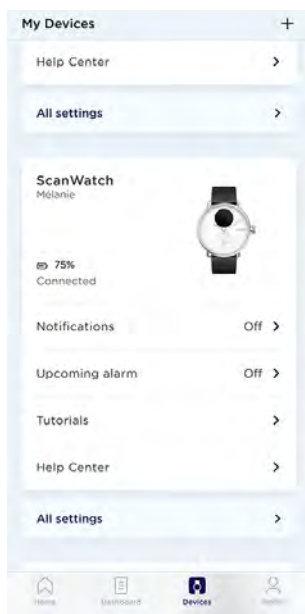 My Devices +
Help Center
All settings
ScanWatch
Mélanie
75%
Connected
Notifications Off
Upcoming alarm Off
Tutorials
Help Center
All settings
Home Dashboard Devices Profile